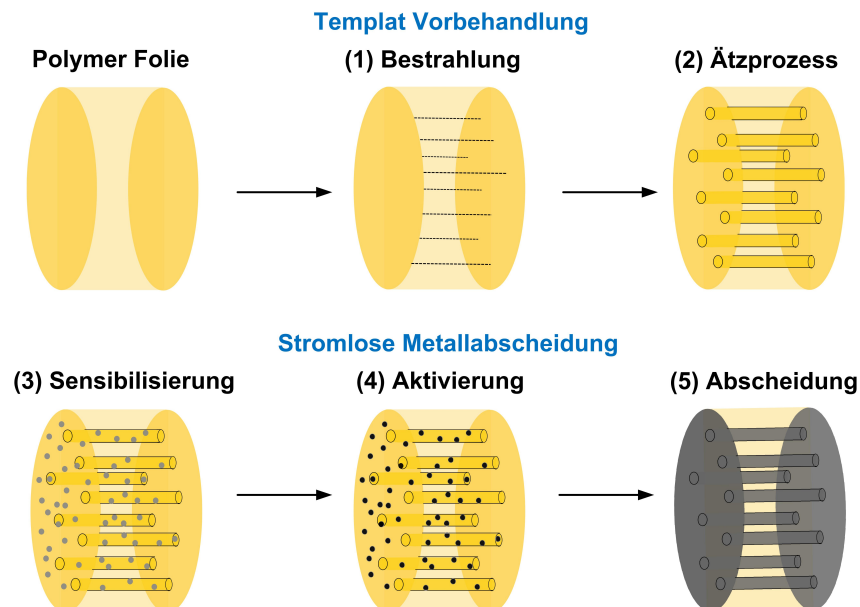 Templat Vorbehandlung
Polymer Folie
(1) Bestrahlung
(2) Ätzprozess
Stromlose Metallabscheidung
(3) Sensibilisierung
(4) Aktivierung
(5) Abscheidung